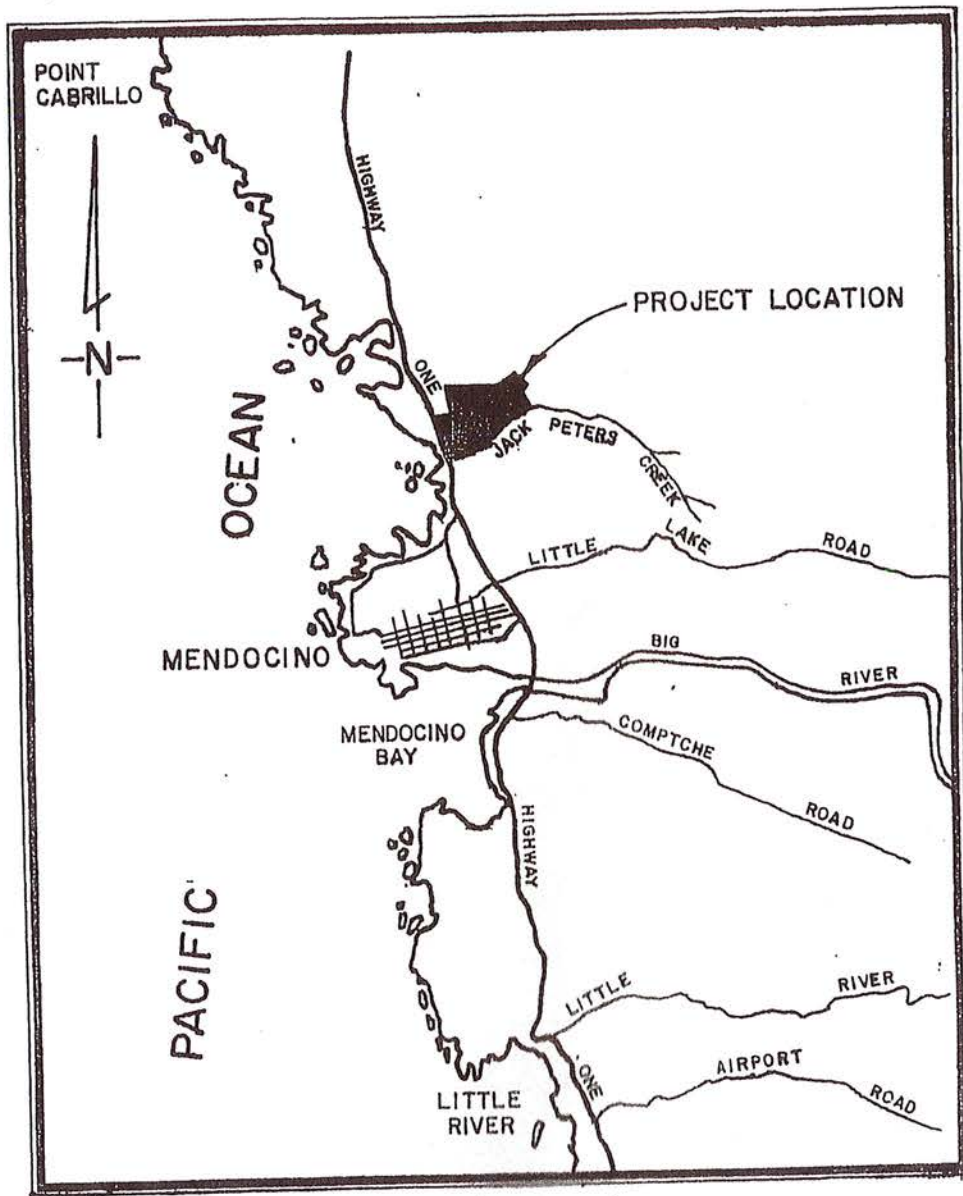 POINT
CABRILLO
HIGHWAY
N
PROJECT LOCATION
ONE
JACK PETERS CREEK
OCEAN
LITTLE LAKE ROAD
MENDOCINO
BIG RIVER
MENDOCINO
BAY
COMPTCHE ROAD
HIGHWAY
PACIFIC
LITTLE RIVER
ONE
AIRPORT ROAD
LITTLE
RIVER